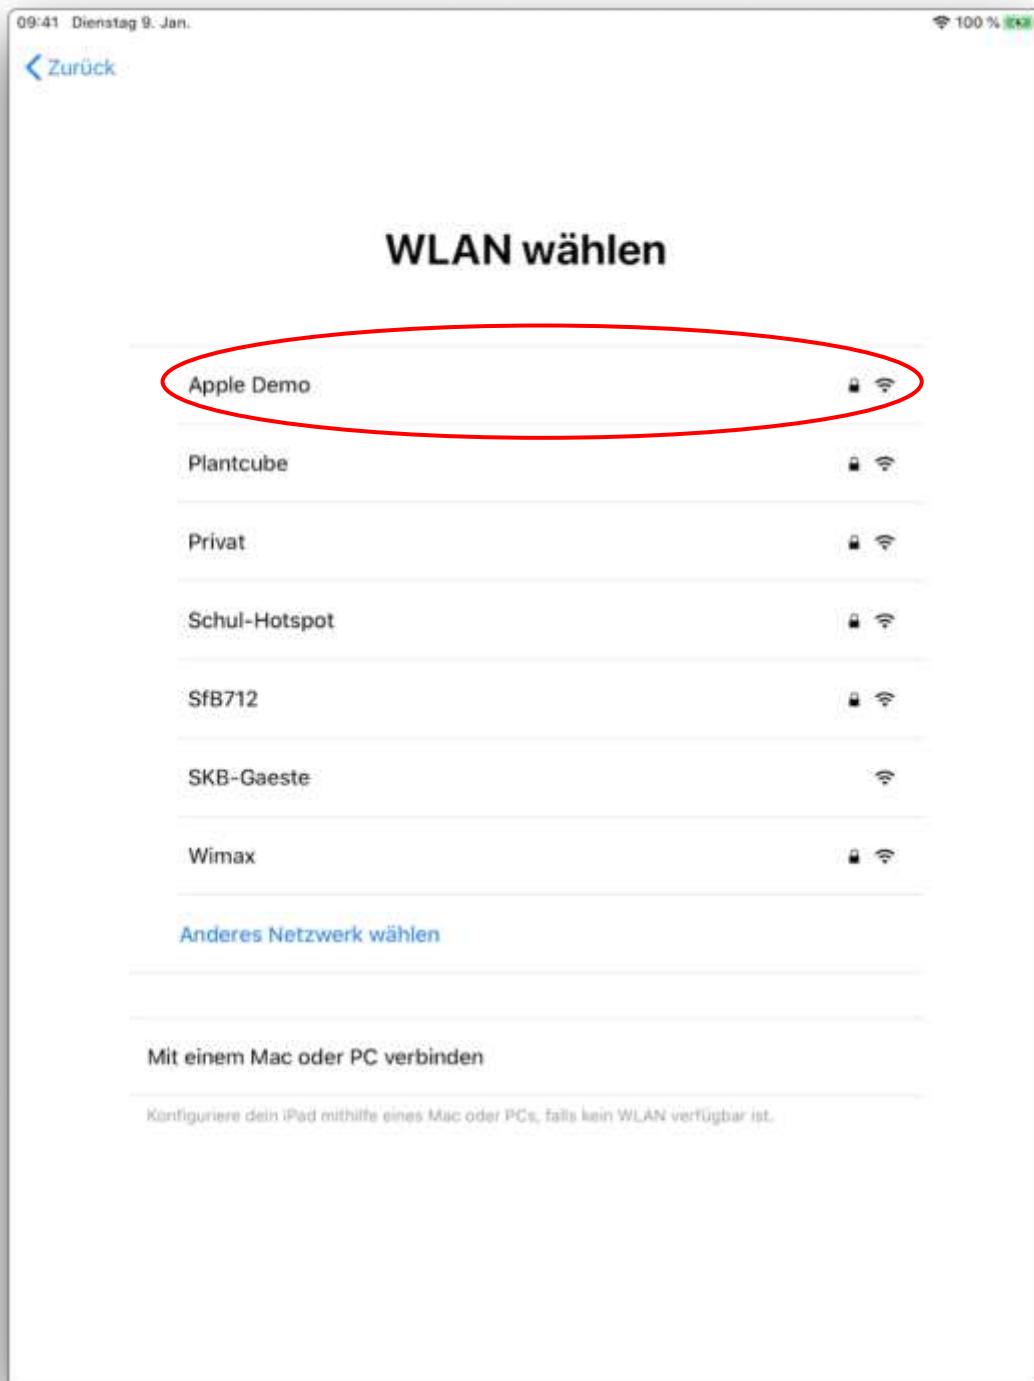 09:41 Dienstag 9. Jan.
100 %
Zurück
WLAN wählen
Apple Demo
Plantcube
Privat
Schul-Hotspot
SfB712
SKB-Gaeste
Wimax
Anderes Netzwerk wählen
Mit einem Mac oder PC verbinden
Konfiguriere dein iPad mithilfe eines Mac oder PCs, falls kein WLAN verfügbar ist.